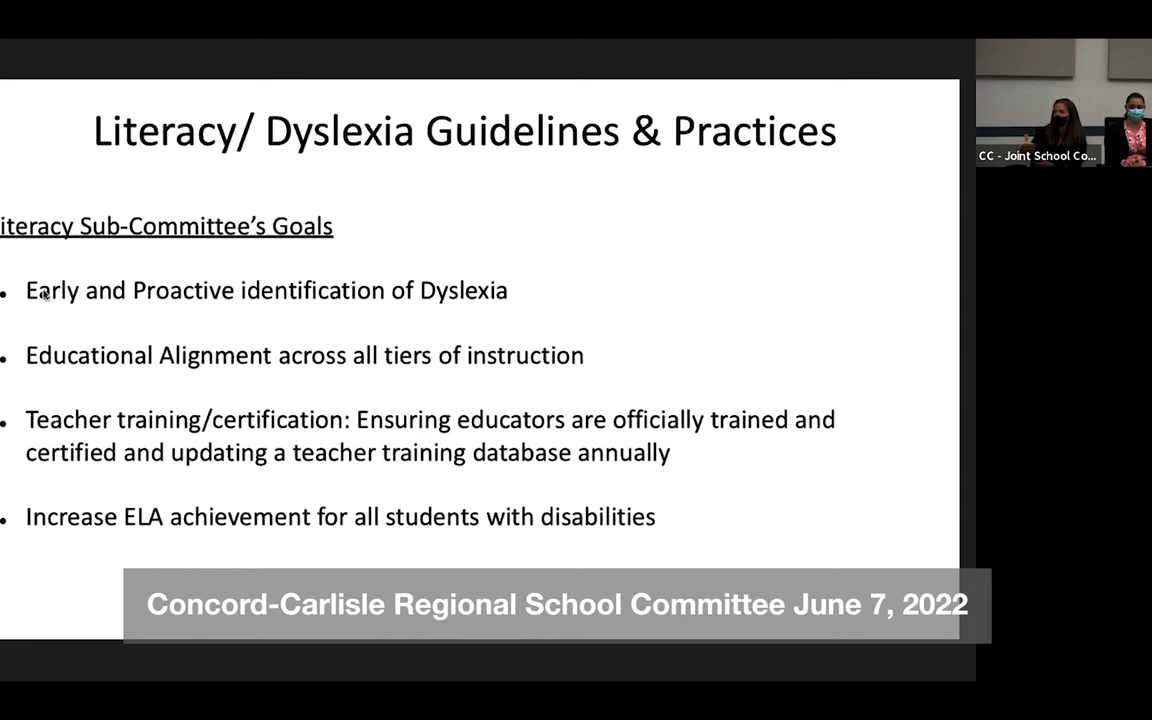 Literacy/ Dyslexia Guidelines & Practices
CC - Joint School Co...
iteracy Sub-Committee's Goals
• Early and Proactive identification of Dyslexia
• Educational Alignment across all tiers of instruction
• Teacher training/certification: Ensuring educators are officially trained and
certified and updating a teacher training database annually
• Increase ELA achievement for all students with disabilities
Concord-Carlisle Regional School Committee June 7, 2022